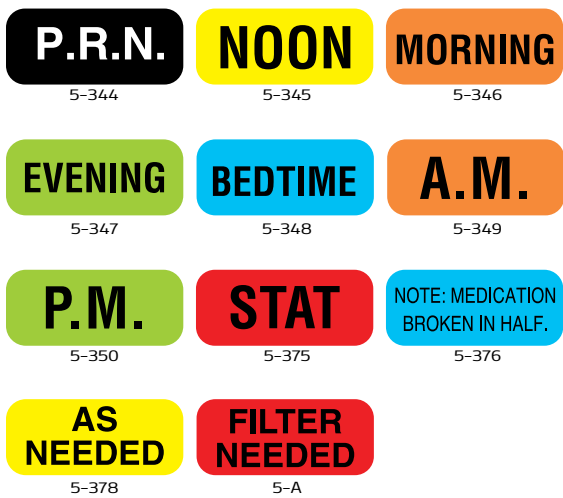 P.R.N.
5-344
NOON
5-345
MORNING
5-346
EVENING
5-347
BEDTIME
5-348
A.M.
5-349
P.M.
5-350
STAT
5-375
NOTE: MEDICATION
BROKEN IN HALF.
5-376
AS
NEEDED
5-378
FILTER
NEEDED
5-A